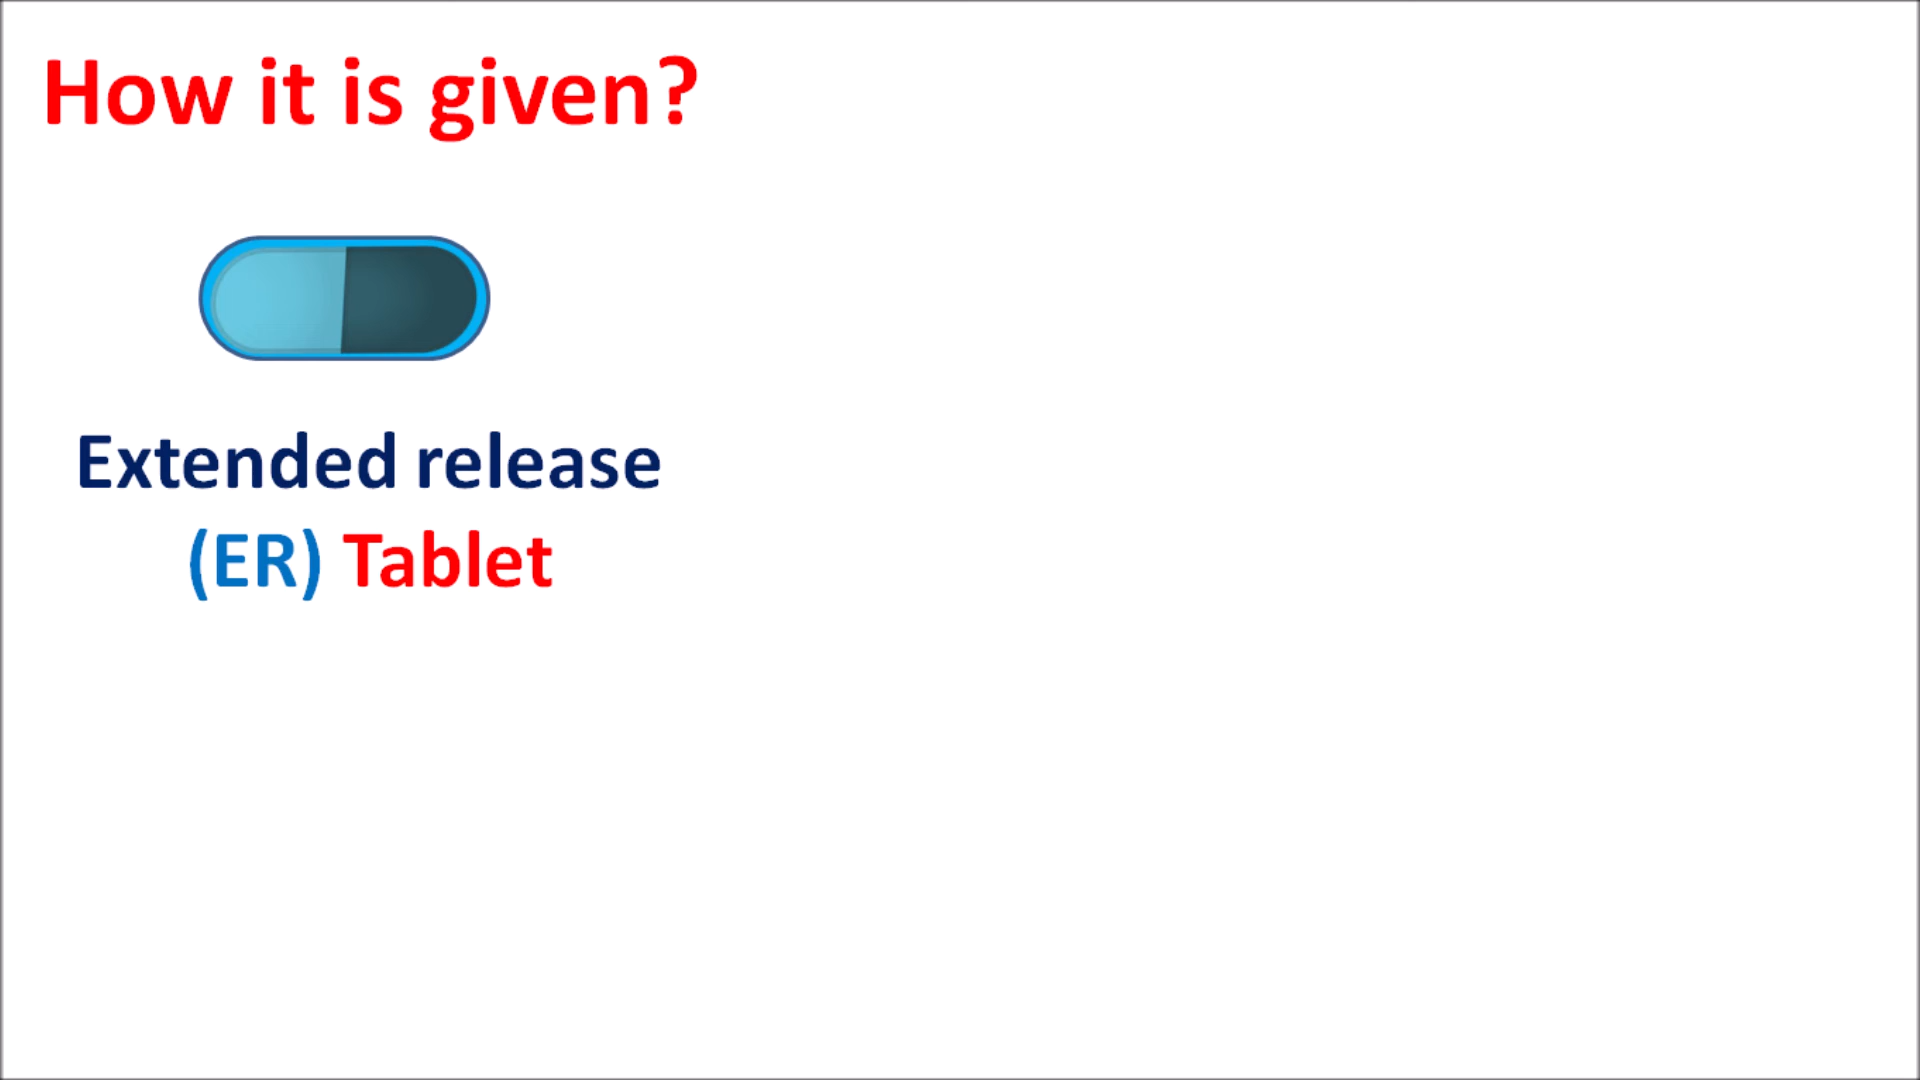 How it is given?
Extended release
(ER) Tablet